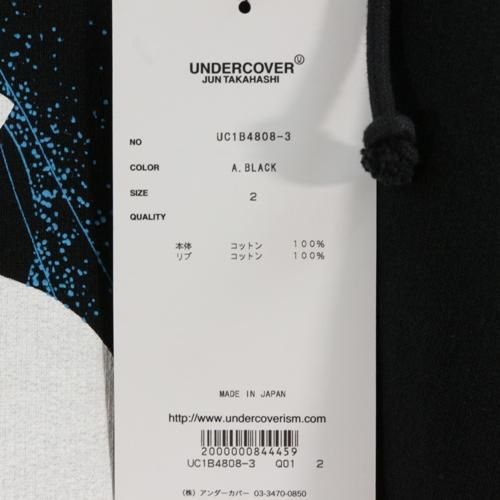 UNDERCOVER Ⓤ
JUN TAKAHASHI
NO UC1B4808-3
COLOR A.BLACK
SIZE 2
QUALITY
本体 コットン 100%
リブ コットン 100%
MADE IN JAPAN
http://www.undercoverism.com
2000000844459
UC1B4808-3 Q01 2
(株) アンダーカバー 03-3470-0850